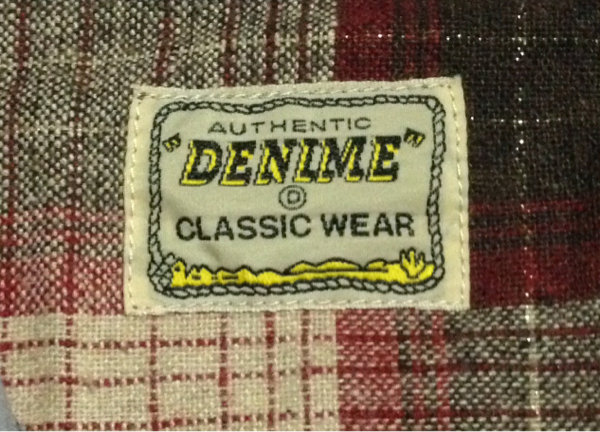 AUTHENTIC
"DENIME"
D
CLASSIC WEAR